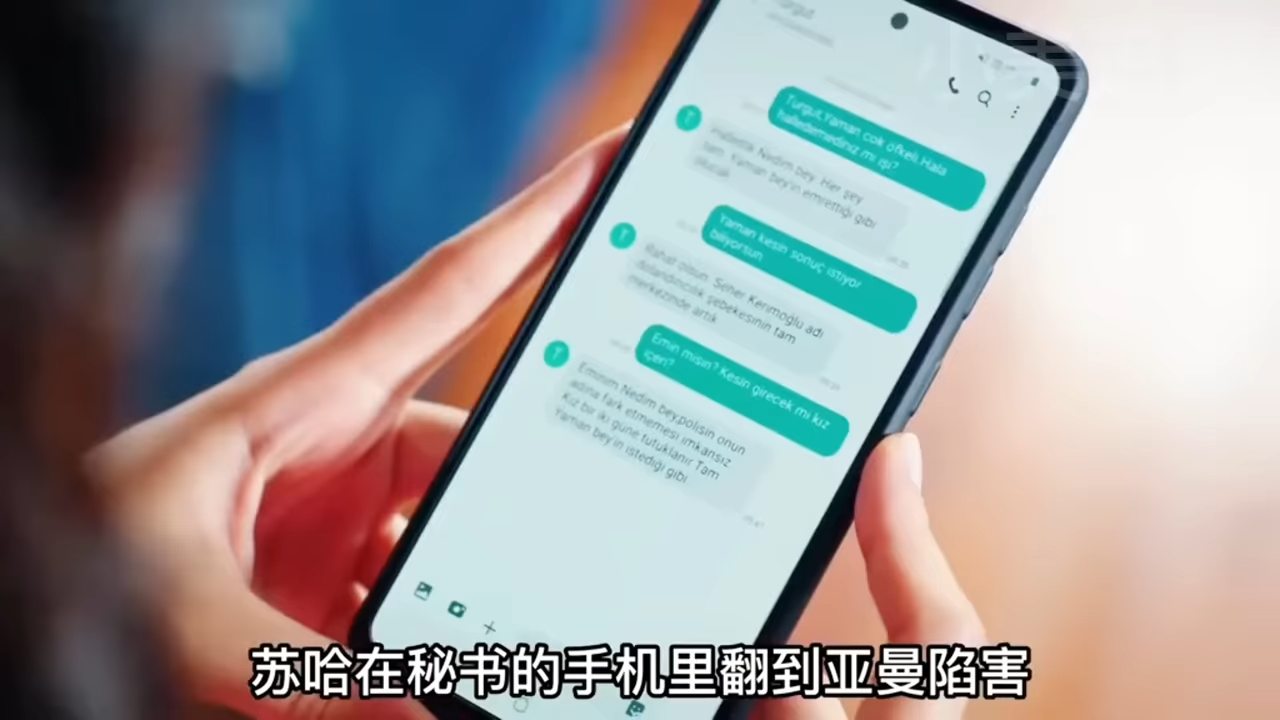 Turgut,Yaman cok öfkeli.Hala
halledemediniz mi işi?
Hallettik Nedim bey. Her şey
tam. Yaman bey'in emrettiği gibi
olacak
Yaman kesin sonuç istiyor
biliyorsun
Rahat olsun. Seher Kerimoğlu adı
dolandırıcılık şebekesinin tam
merkezinde artık
Emin misin? Kesin girecek mi kız
içeri?
Eminim Nedim bey,polisin onun
adına fark etmemesi imkansız
Kız bir iki güne tutuklanır. Tam
Yaman bey'in istediği gibi
苏哈在秘书的手机里翻到亚曼陷害